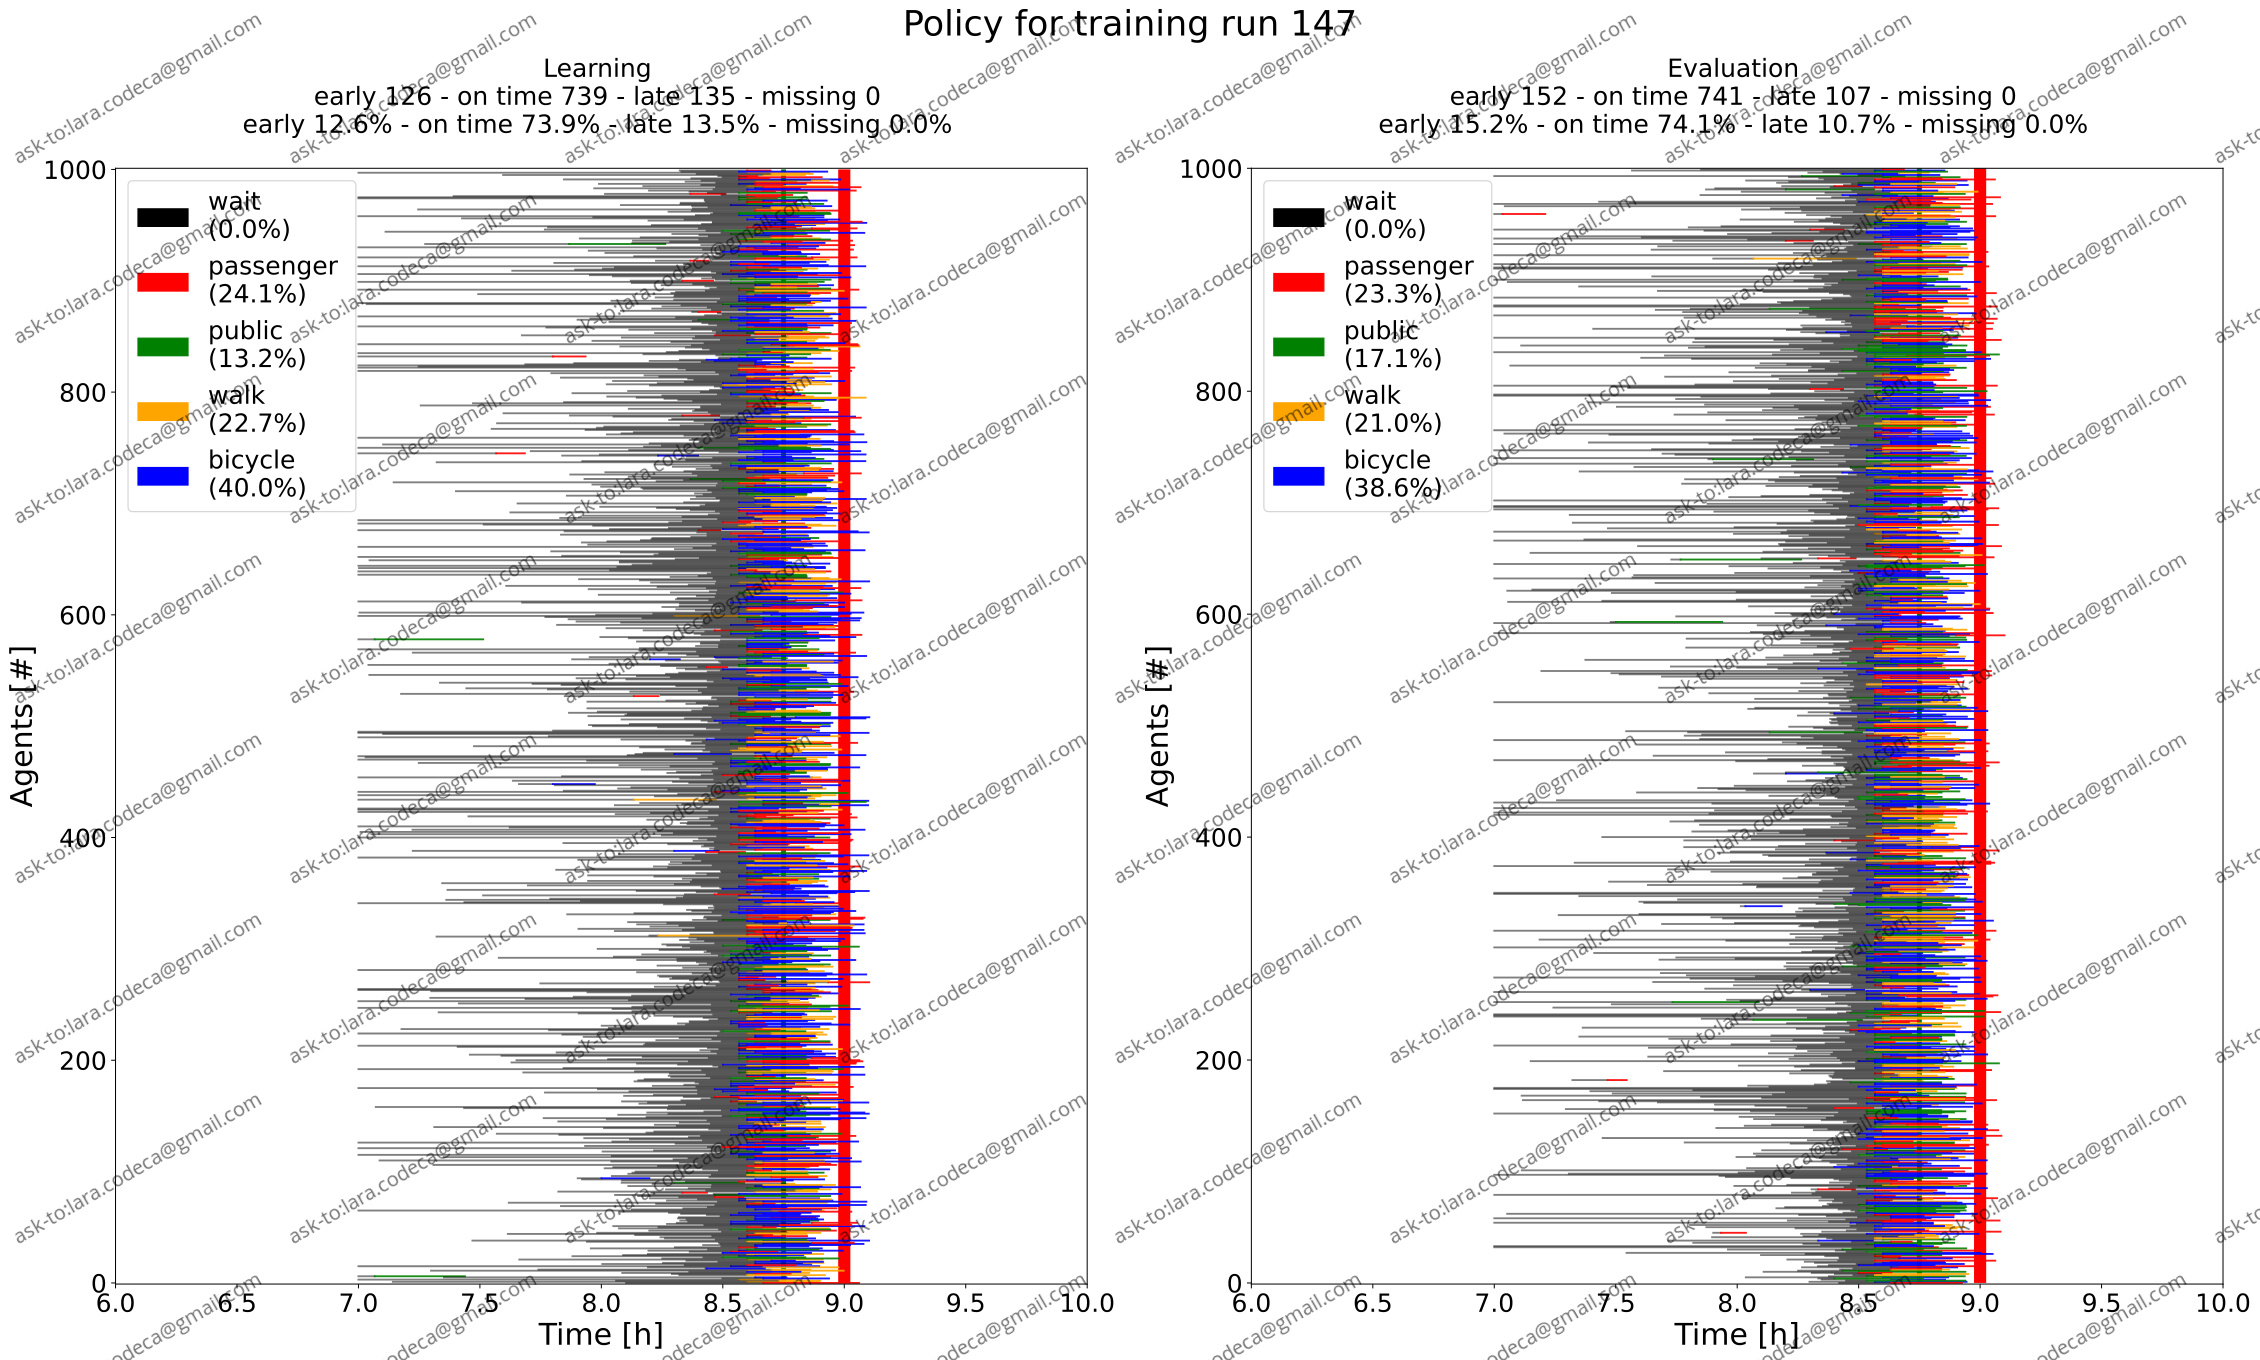 Policy for training run 147
Learning
early 126 - on time 739 - late 135 - missing 0
early 12.6% - on time 73.9% - late 13.5% - missing 0.0%
1000
800
600
400
200
0
Agents [#]
wait
(0.0%)
passenger
(24.1%)
public
(13.2%)
walk
(22.7%)
bicycle
(40.0%)
6.0 6.5 7.0 7.5 8.0 8.5 9.0 9.5 10.0
Time [h]
Evaluation
early 152 - on time 741 - late 107 - missing 0
early 15.2% - on time 74.1% - late 10.7% - missing 0.0%
1000
800
600
400
200
0
Agents [#]
wait
(0.0%)
passenger
(23.3%)
public
(17.1%)
walk
(21.0%)
bicycle
(38.6%)
6.0 6.5 7.0 7.5 8.0 8.5 9.0 9.5 10.0
Time [h]
ask-to:lara.codeca@gmail.com